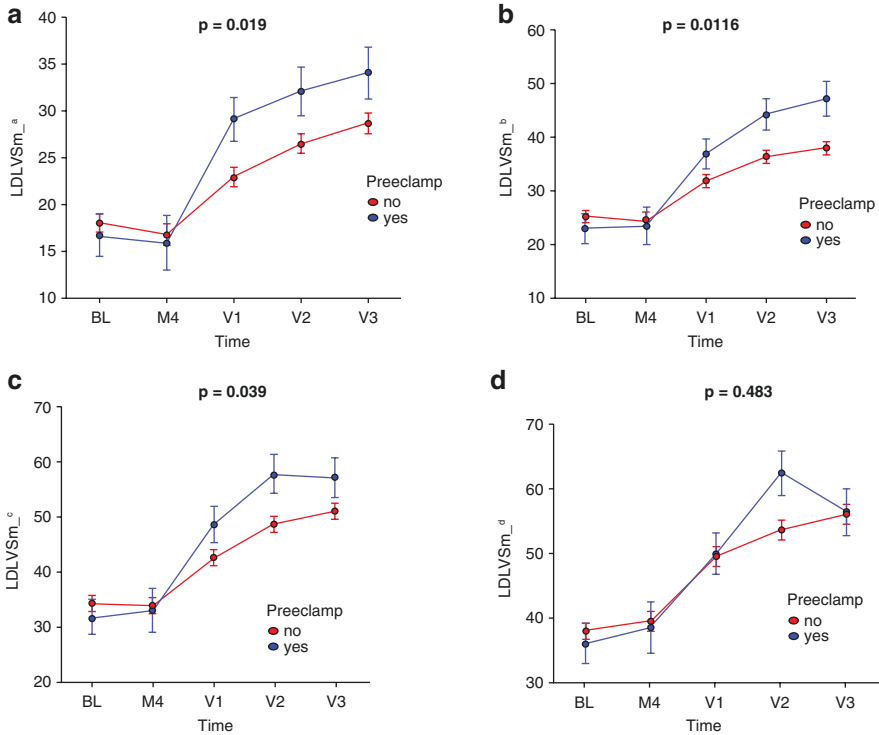 a
p = 0.019
40
35
30
25
20
15
10
LDLVSm_a
Preeclamp
no
yes
BL M4 V1 V2 V3
Time
b
p = 0.0116
60
50
40
30
20
10
LDLVSm_b
Preeclamp
no
yes
BL M4 V1 V2 V3
Time
c
p = 0.039
70
60
50
40
30
20
LDLVSm_c
Preeclamp
no
yes
BL M4 V1 V2 V3
Time
d
p = 0.483
70
60
50
40
30
LDLVSm_d
Preeclamp
no
yes
BL M4 V1 V2 V3
Time